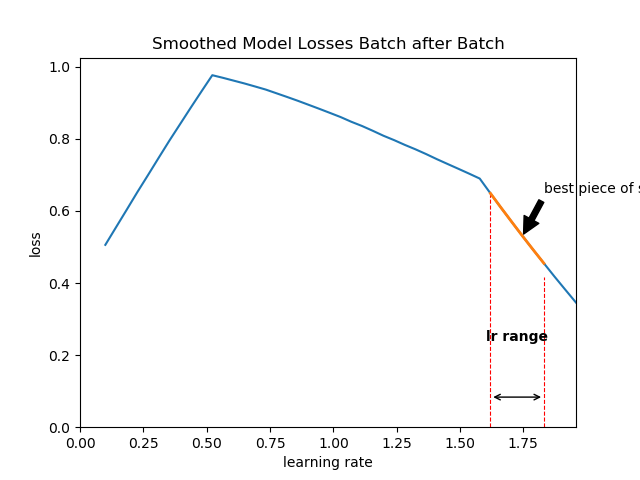 Smoothed Model Losses Batch after Batch
1.0
0.8
0.6
0.4
0.2
0.0
loss
best piece of s
lr range
0.00 0.25 0.50 0.75 1.00 1.25 1.50 1.75
learning rate